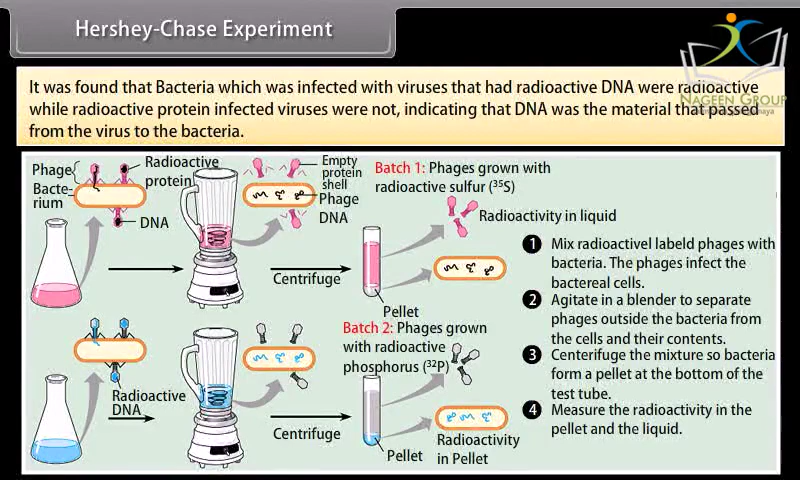 Hershey-Chase Experiment
NAGEEN GROUP
It was found that Bacteria which was infected with viruses that had radioactive DNA were radioactive
while radioactive protein infected viruses were not, indicating that DNA was the material that passed
from the virus to the bacteria.
Phage
Bacte-
rium
Radioactive
protein
DNA
Empty
protein
shell
Phage
DNA
Batch 1: Phages grown with
radioactive sulfur (35S)
Radioactivity in liquid
Centrifuge
Pellet
Radioactive
DNA
Centrifuge
Batch 2: Phages grown
with radioactive
phosphorus (32P)
Pellet
Radioactivity
in Pellet
1 Mix radioactivel labeld phages with
bacteria. The phages infect the
bactereal cells.
2 Agitate in a blender to separate
phages outside the bacteria from
the cells and their contents.
3 Centerifuge the mixture so bacteria
form a pellet at the bottom of the
test tube.
4 Measure the radioactivity in the
pellet and the liquid.